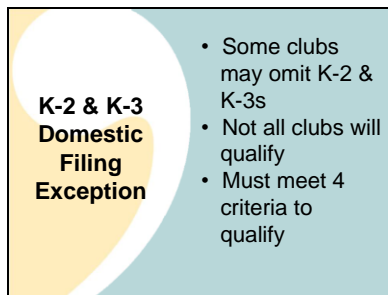 K-2 & K-3
Domestic
Filing
Exception
• Some clubs
may omit K-2 &
K-3s
• Not all clubs will
qualify
• Must meet 4
criteria to
qualify